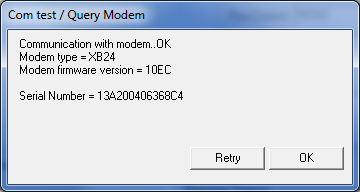 Com test / Query Modem
Communication with modem..OK
Modem type = XB24
Modem firmware version = 10EC
Serial Number = 13A200406368C4
Retry
OK